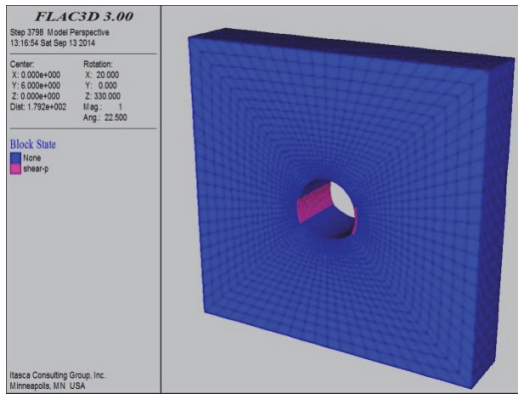 FLAC3D 3.00
Step 3798 Model Perspective
13:16:54 Sat Sep 13 2014
Center:
X: 0.000e+000
Y: 6.000e+000
Z: 0.000e+000
Dist: 1.792e+002
Rotation:
X: 20.000
Y: 0.000
Z: 330.000
Mag.: 1
Ang.: 22.500
Block State
None
shear-p
Itasca Consulting Group, Inc.
Minneapolis, MN USA